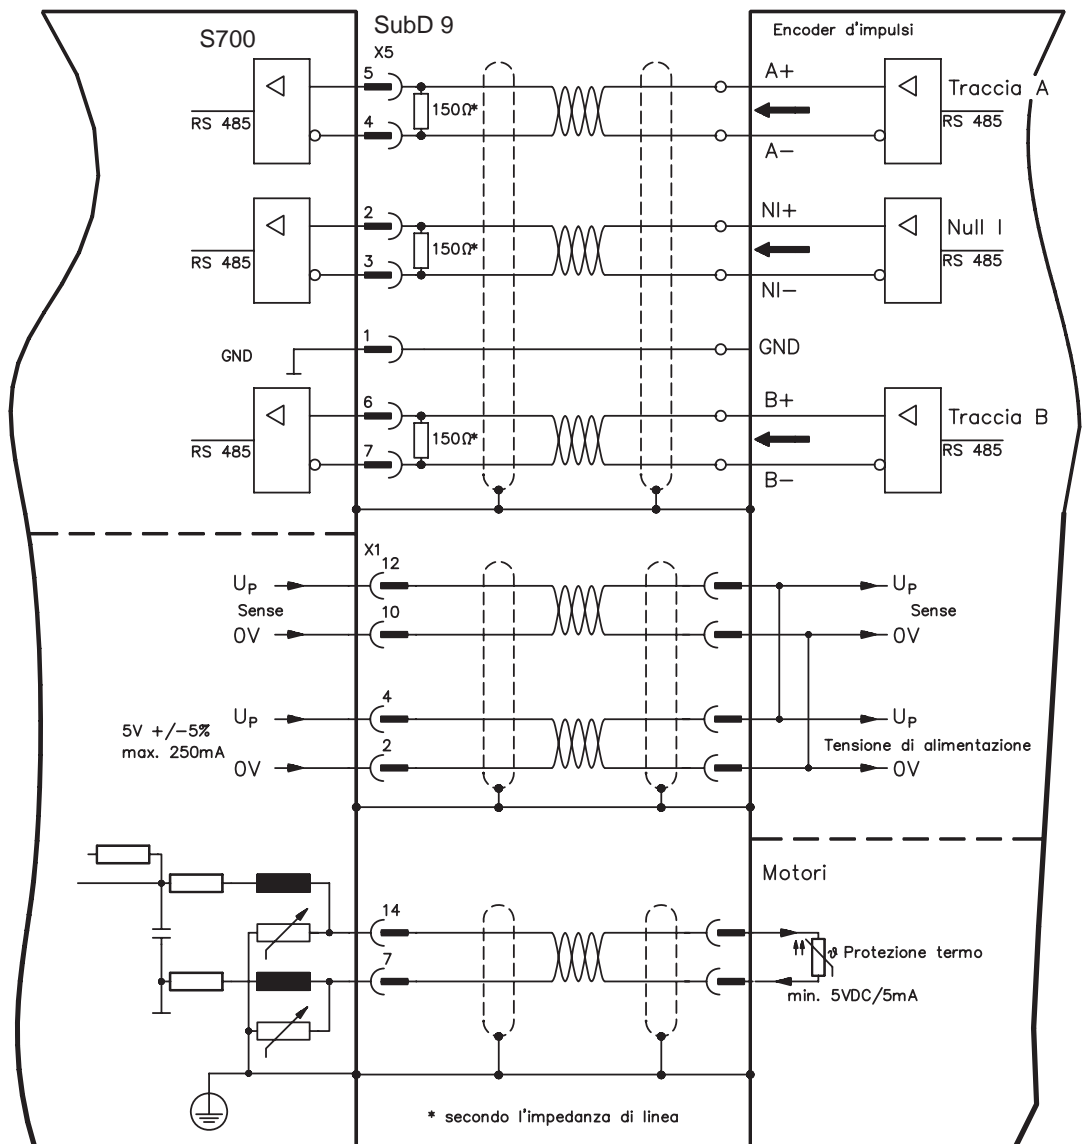 S700
SubD 9
Encoder d'impulsi
X5
5
A+
Traccia A
150Ω*
RS 485
RS 485
4
A−
2
NI+
Null I
150Ω*
RS 485
RS 485
3
NI−
1
GND
GND
6
B+
Traccia B
150Ω*
RS 485
RS 485
7
B−
X1
12
UP
UP
Sense
Sense
10
0V
0V
4
UP
UP
5V +/−5%
max. 250mA
Tensione di alimentazione
2
0V
0V
Motori
14
ϑ Protezione termo
7
min. 5VDC/5mA
* secondo l'impedanza di linea